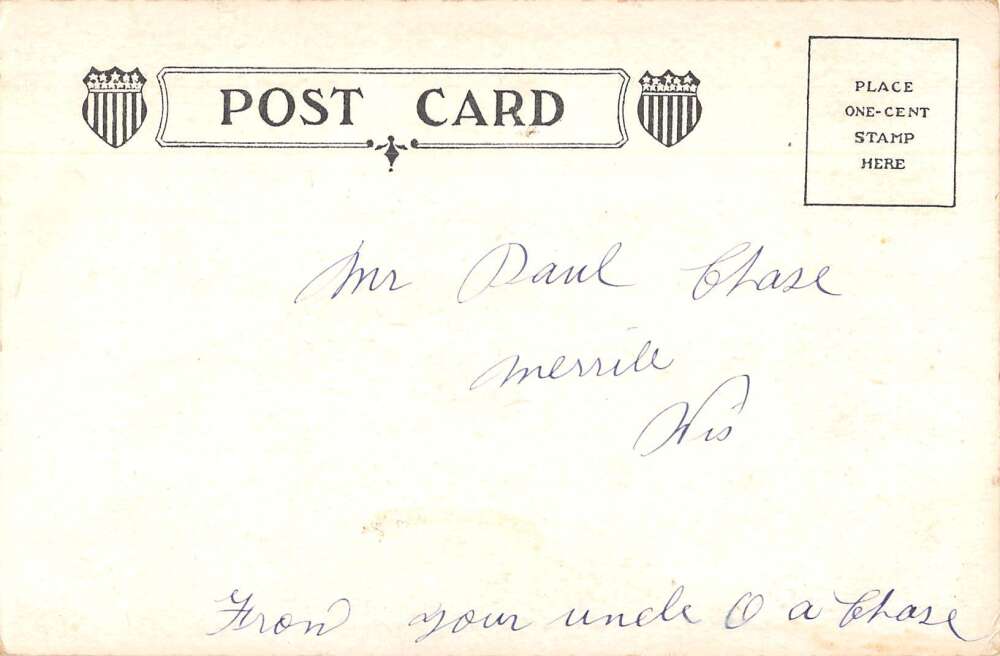 POST CARD
PLACE
ONE-CENT
STAMP
HERE
Mr Paul Chase
Merrill
Wis
From your uncle O a Chase